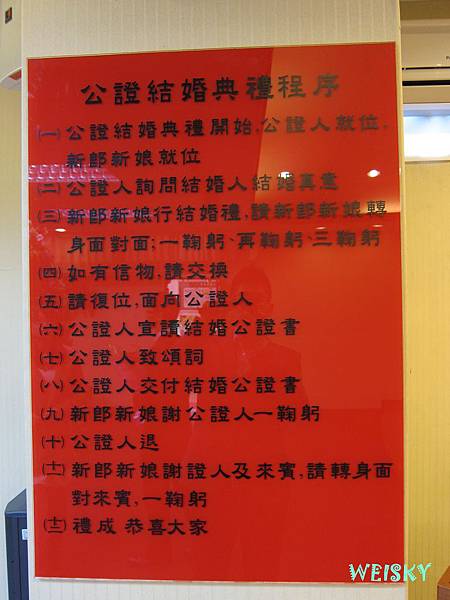 公證結婚典禮程序
㈠公證結婚典禮開始,公證人就位,
新郎新娘就位
㈡公證人詢問結婚人結婚真意
㈢新郎新娘行結婚禮,請新郎新娘轉
身面對面;一鞠躬、再鞠躬、三鞠躬
㈣如有信物,請交換
㈤請復位,面向公證人
㈥公證人宣讀結婚公證書
㈦公證人致頌詞
㈧公證人交付結婚公證書
㈨新郎新娘謝公證人一鞠躬
㈩公證人退
(十一)新郎新娘謝證人及來賓,請轉身面
對來賓,一鞠躬
(十二)禮成 恭喜大家
WEISKY